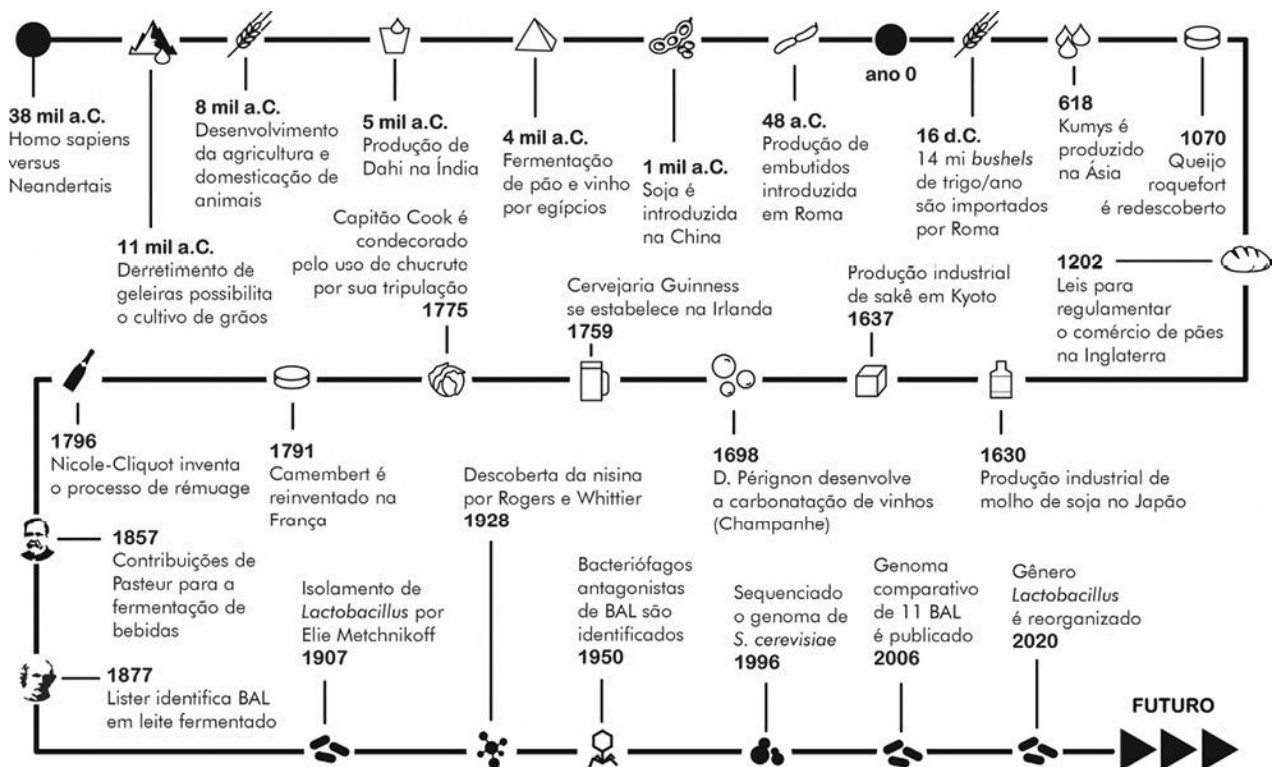 38 mil a.C.
Homo sapiens
versus
Neandertais
11 mil a.C.
Derretimento de
geleiras possibilita
o cultivo de grãos
8 mil a.C.
Desenvolvimento
da agricultura e
domesticação de
animais
5 mil a.C.
Produção de
Dahi na Índia
4 mil a.C.
Fermentação
de pão e vinho
por egípcios
1 mil a.C.
Soja é
introduzida
na China
48 a.C.
Produção de
embutidos
introduzida
em Roma
ano 0
16 d.C.
14 mi bushels
de trigo/ano
são importados
por Roma
618
Kumys é
produzido
na Ásia
1070
Queijo
roquefort
é redescoberto
1202
Leis para
regulamentar
o comércio de pães
na Inglaterra
1630
Produção industrial de
molho de soja no Japão
Produção industrial
de sakê em Kyoto
1637
1698
D. Pérignon desenvolve
a carbonatação de vinhos
(Champanhe)
Cervejaria Guinness
se estabelece na Irlanda
1759
Capitão Cook é
condecorado
pelo uso de chucrute
por sua tripulação
1775
1791
Camembert é
reinventado na
França
1796
Nicole-Cliquot inventa
o processo de rémuage
1857
Contribuições de
Pasteur para a
fermentação de
bebidas
1877
Lister identifica BAL
em leite fermentado
Isolamento de
Lactobacillus por
Elie Metchnikoff
1907
Descoberta da nisina
por Rogers e Whittier
1928
Bacteriófagos
antagonistas
de BAL são
identificados
1950
Sequenciado
o genoma de
S. cerevisiae
1996
Genoma
comparativo
de 11 BAL
é publicado
2006
Gênero
Lactobacillus
é reorganizado
2020
FUTURO